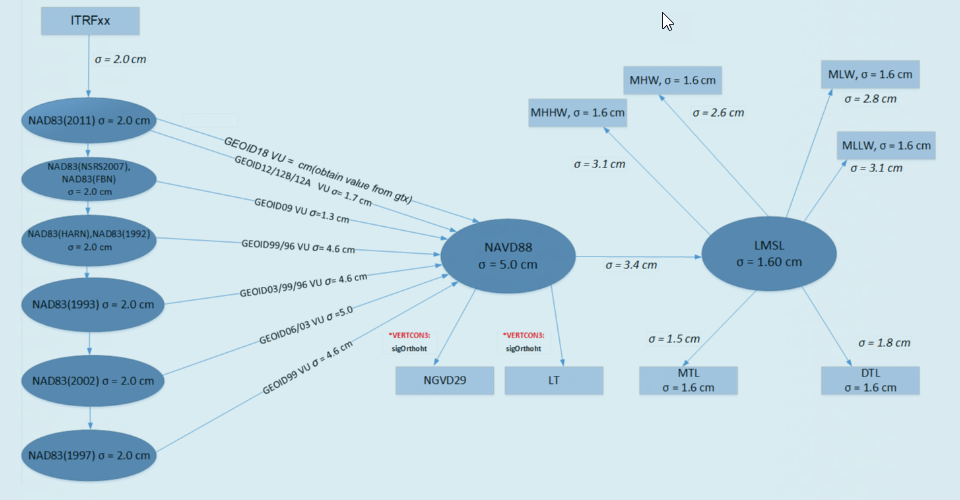 ITRFxx
σ = 2.0 cm
NAD83(2011) σ = 2.0 cm
NAD83(NSRS2007),
NAD83(FBN)
σ = 2.0 cm
NAD83(HARN),NAD83(1992)
σ = 2.0 cm
NAD83(1993) σ = 2.0 cm
NAD83(2002) σ = 2.0 cm
NAD83(1997) σ = 2.0 cm
GEOID18 VU = cm(obtain value from gtx)
GEOID12/12B/12A VU σ= 1.7 cm
GEOID09 VU σ=1.3 cm
GEOID99/96 VU σ= 4.6 cm
GEOID03/99/96 VU σ= 4.6 cm
GEOID06/03 VU σ =5.0
GEOID99 VU σ = 4.6 cm
NAVD88
σ = 5.0 cm
*VERTCON3:
sigOrthoht
*VERTCON3:
sigOrthoht
NGVD29
LT
σ = 3.4 cm
LMSL
σ = 1.60 cm
MHHW, σ = 1.6 cm
σ = 3.1 cm
MHW, σ = 1.6 cm
σ = 2.6 cm
MLW, σ = 1.6 cm
σ = 2.8 cm
MLLW, σ = 1.6 cm
σ = 3.1 cm
σ = 1.5 cm
MTL
σ = 1.6 cm
σ = 1.8 cm
DTL
σ = 1.6 cm